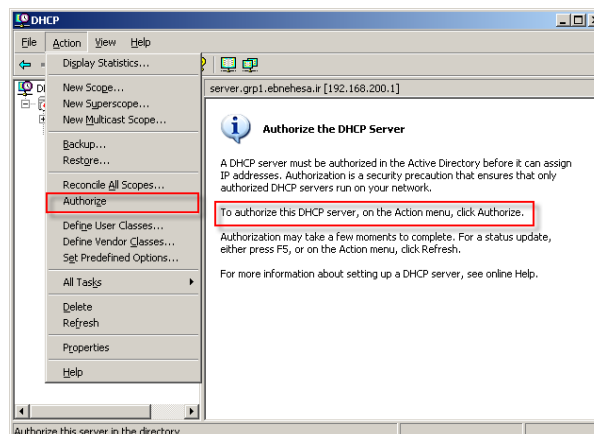 DHCP
File Action View Help
server.grp1.ebnehesa.ir [192.168.200.1]
Display Statistics...
New Scope...
New Superscope...
New Multicast Scope...
Backup...
Restore...
Reconcile All Scopes...
Authorize
Define User Classes...
Define Vendor Classes...
Set Predefined Options...
All Tasks
Delete
Refresh
Properties
Help
Authorize the DHCP Server
A DHCP server must be authorized in the Active Directory before it can assign
IP addresses. Authorization is a security precaution that ensures that only
authorized DHCP servers run on your network.
To authorize this DHCP server, on the Action menu, click Authorize.
Authorization may take a few moments to complete. For a status update,
either press F5, or on the Action menu, click Refresh.
For more information about setting up a DHCP server, see online Help.
Authorize this server in the directory